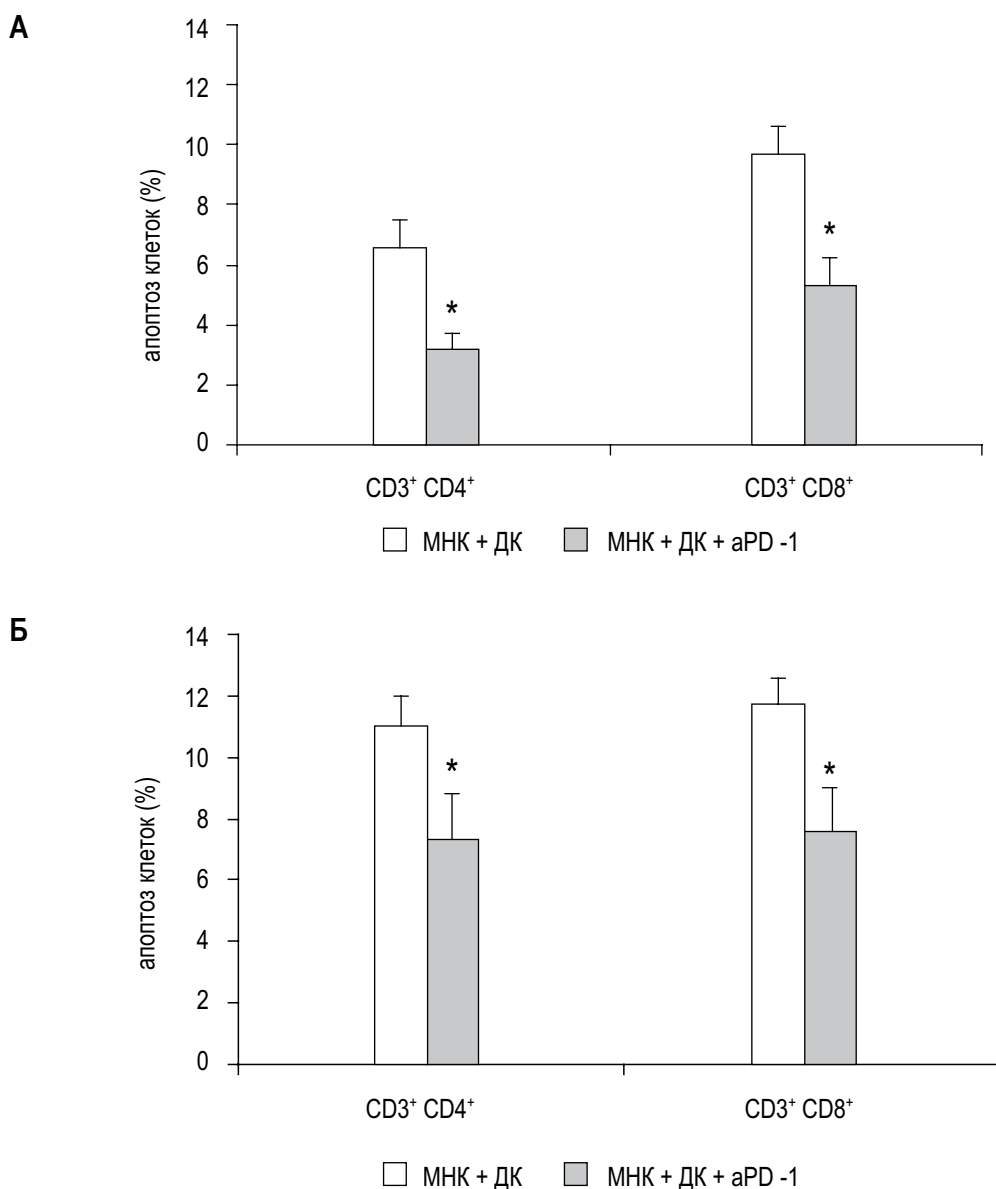 А
14
12
10
8
6
4
2
0
апоптоз клеток (%)
*
*
CD3⁺ CD4⁺ CD3⁺ CD8⁺
МНК + ДК МНК + ДК + aPD -1
Б
14
12
10
8
6
4
2
0
апоптоз клеток (%)
*
*
CD3⁺ CD4⁺ CD3⁺ CD8⁺
МНК + ДК МНК + ДК + aPD -1